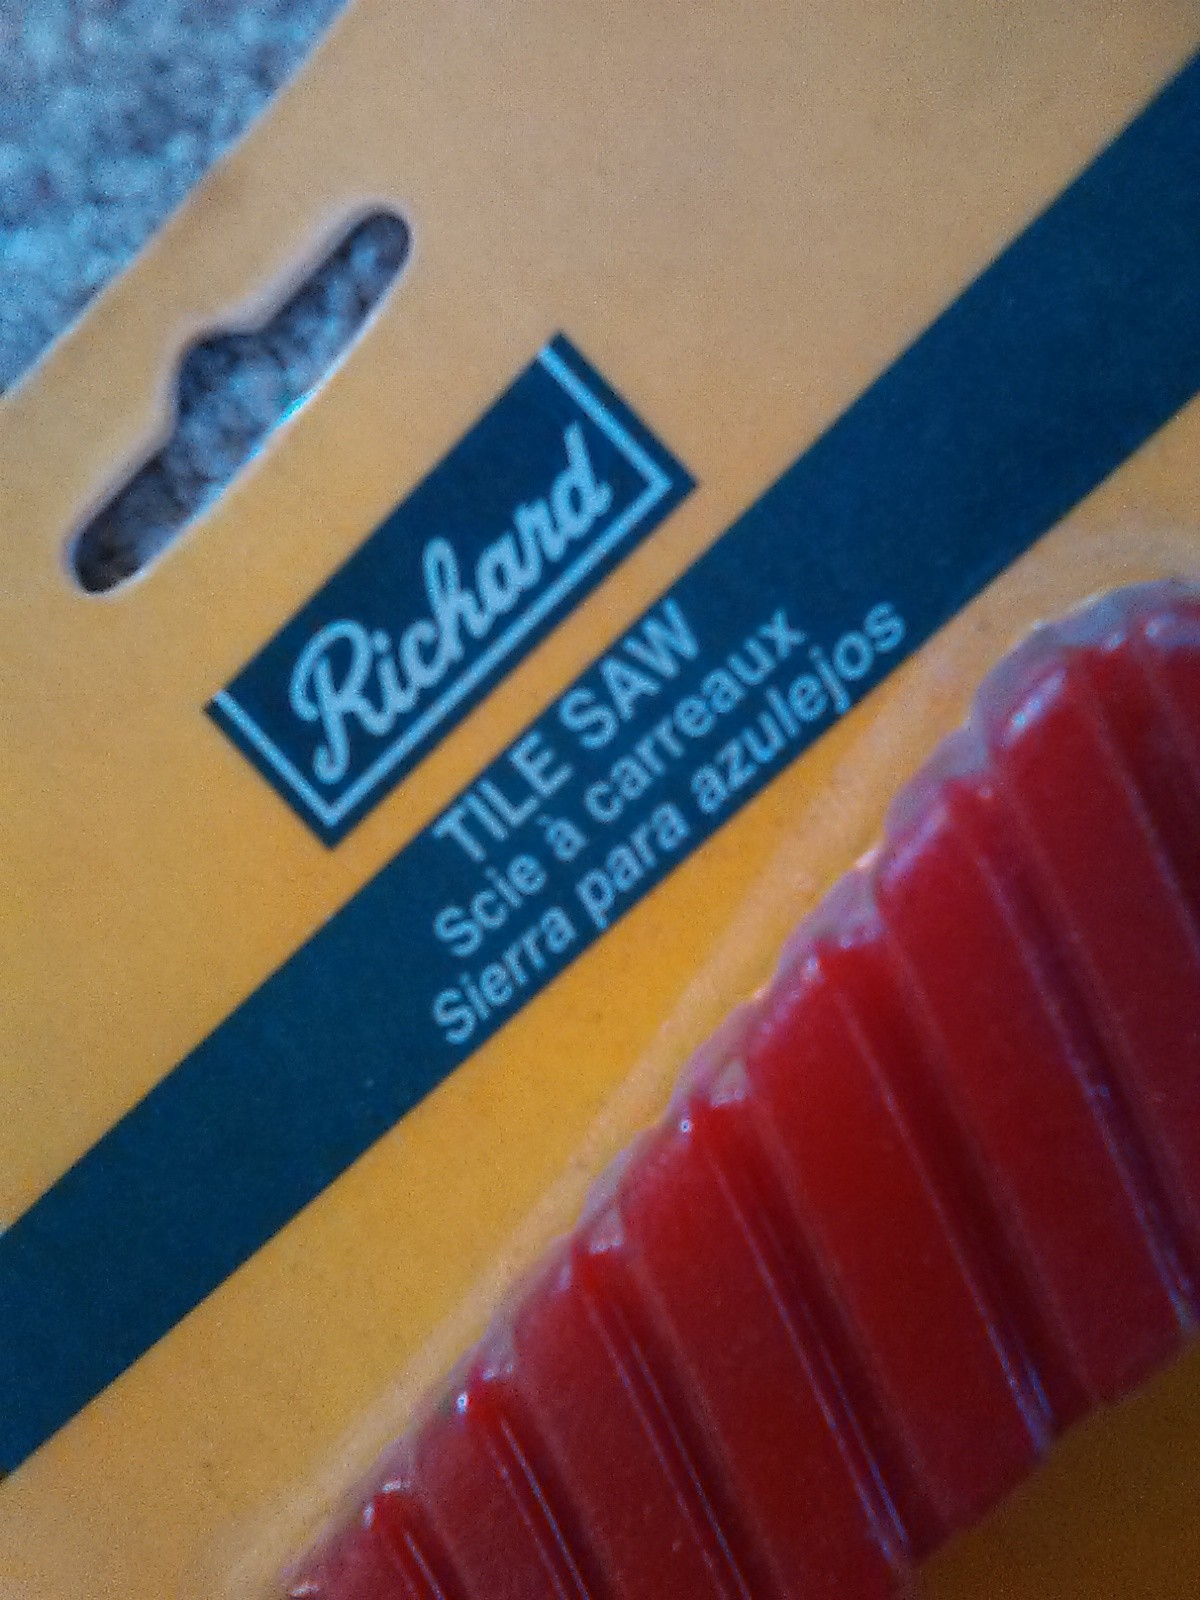 Richard
TILE SAW
Scie à carreaux
Sierra para azulejos